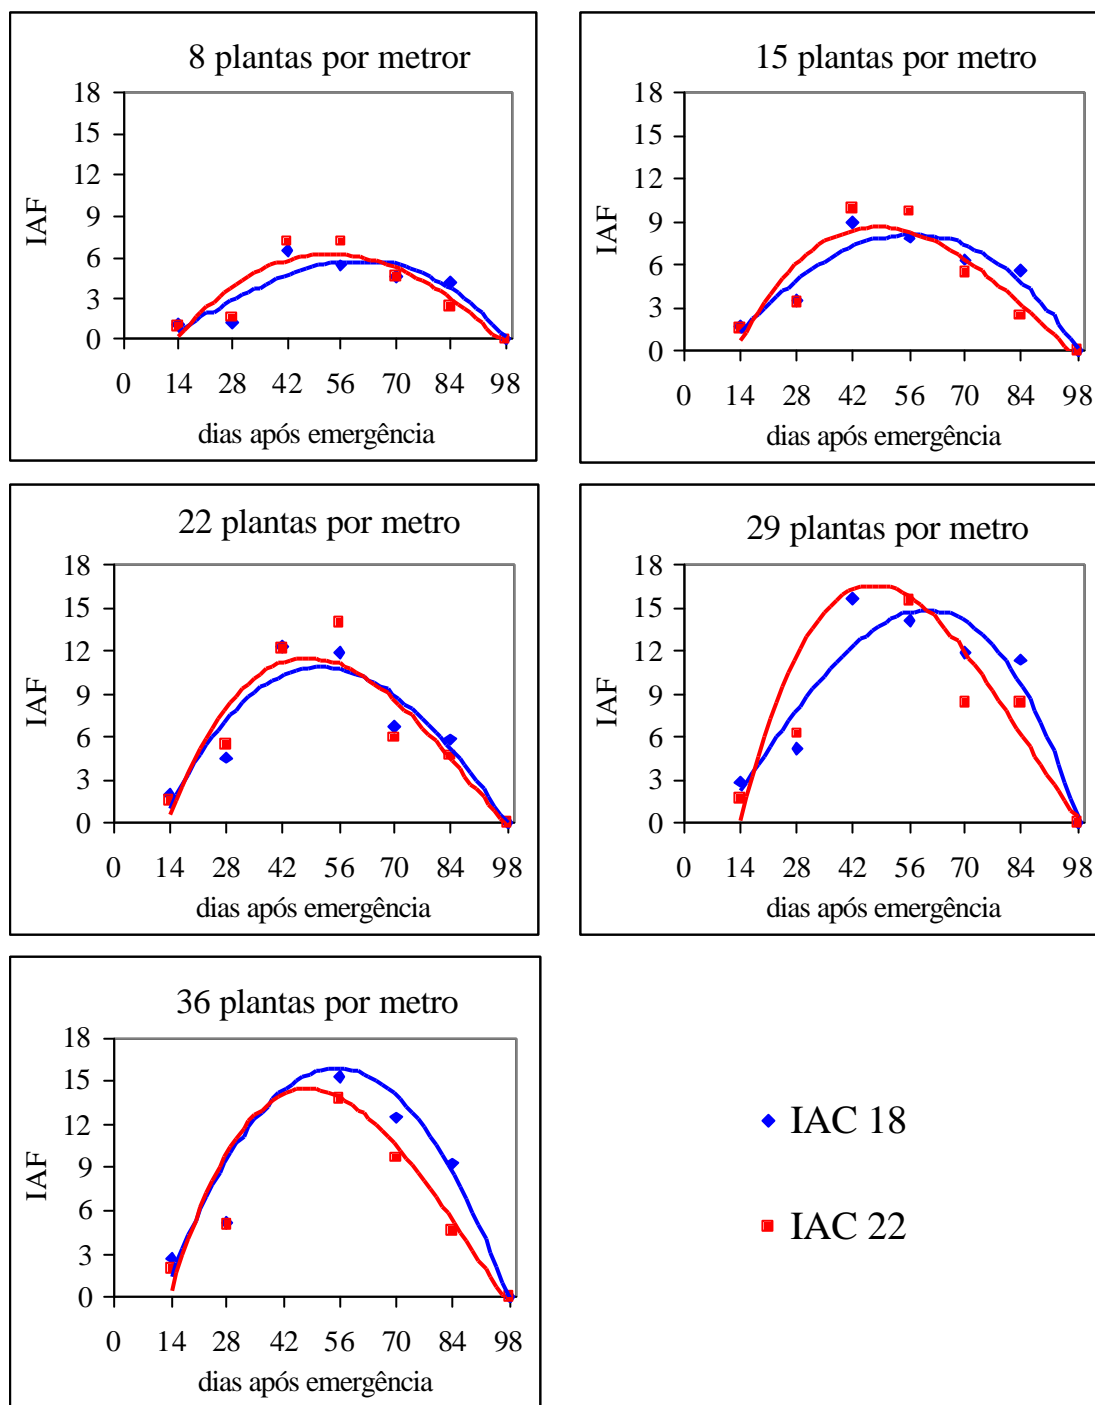 8 plantas por metror
18
15
12
9
6
3
0
IAF
0 14 28 42 56 70 84 98
dias após emergência
15 plantas por metro
18
15
12
9
6
3
0
IAF
0 14 28 42 56 70 84 98
dias após emergência
22 plantas por metro
18
15
12
9
6
3
0
IAF
0 14 28 42 56 70 84 98
dias após emergência
29 plantas por metro
18
15
12
9
6
3
0
IAF
0 14 28 42 56 70 84 98
dias após emergência
36 plantas por metro
18
15
12
9
6
3
0
IAF
0 14 28 42 56 70 84 98
dias após emergência
IAC 18
IAC 22